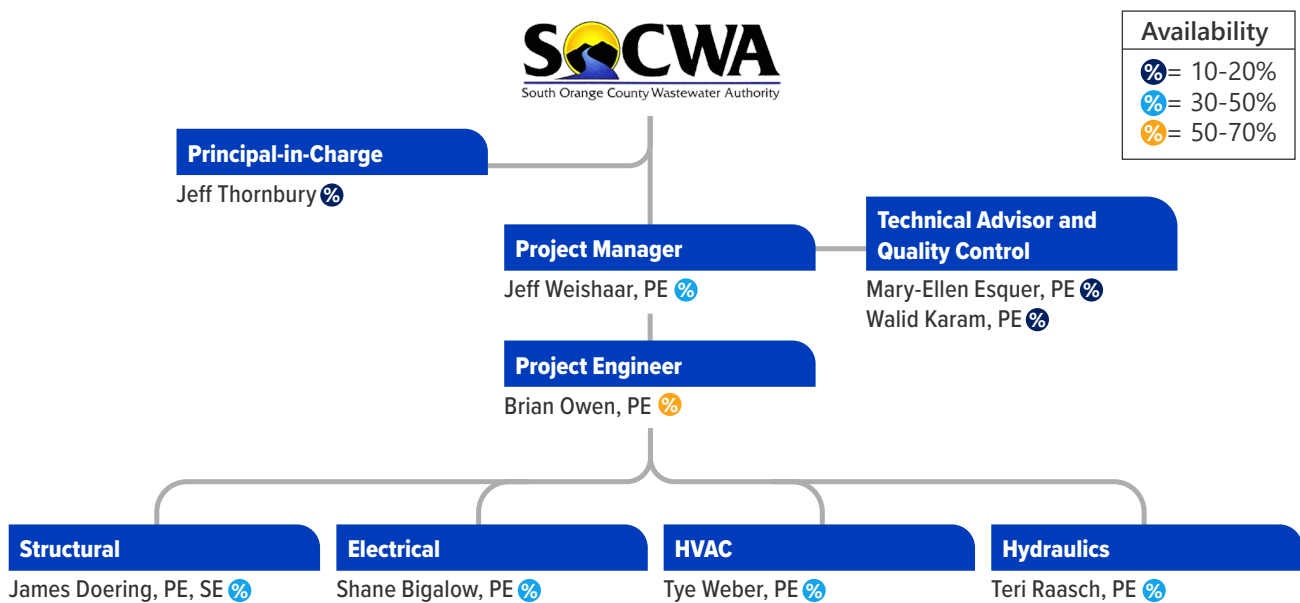 SOCWA
South Orange County Wastewater Authority
Availability
%= 10-20%
%= 30-50%
%= 50-70%
Principal-in-Charge
Jeff Thornbury %
Project Manager
Jeff Weishaar, PE %
Technical Advisor and
Quality Control
Mary-Ellen Esquer, PE %
Walid Karam, PE %
Project Engineer
Brian Owen, PE %
Structural
James Doering, PE, SE %
Electrical
Shane Bigalow, PE %
HVAC
Tye Weber, PE %
Hydraulics
Teri Raasch, PE %